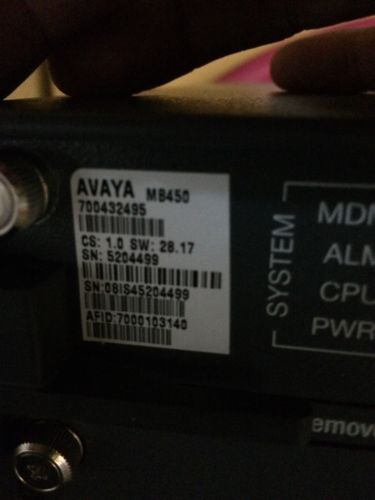 AVAYA MB450
700432495
CS: 1.0 SW: 28.17
SN: 5204499
SN:08IS45204499
AFID:7000103140
SYSTEM
MDM
ALM
CPU
PWR
emove